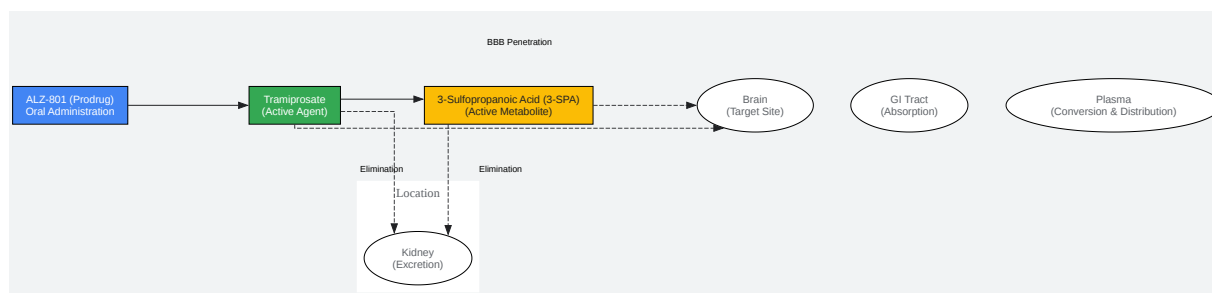 BBB Penetration
ALZ-801 (Prodrug)
Oral Administration
Tramiprosate
(Active Agent)
3-Sulfopropanoic Acid (3-SPA)
(Active Metabolite)
Brain
(Target Site)
GI Tract
(Absorption)
Plasma
(Conversion & Distribution)
Elimination
Elimination
Location
Kidney
(Excretion)